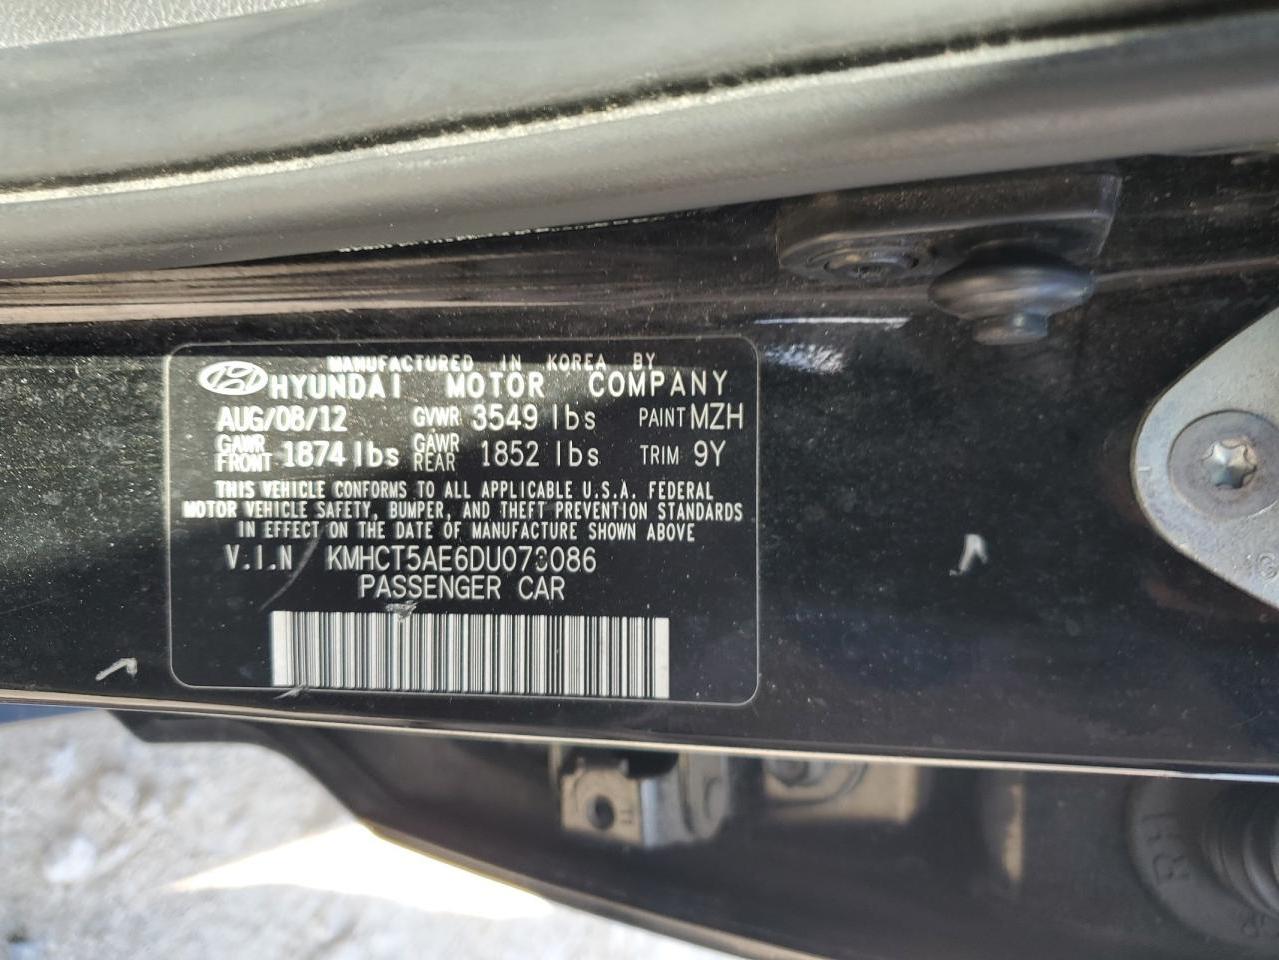 MANUFACTURED IN KOREA BY
HYUNDAI MOTOR COMPANY
AUG/08/12 GVWR 3549 lbs PAINT MZH
GAWR FRONT 1874 lbs GAWR REAR 1852 lbs TRIM 9Y
THIS VEHICLE CONFORMS TO ALL APPLICABLE U.S.A. FEDERAL
MOTOR VEHICLE SAFETY, BUMPER, AND THEFT PREVENTION STANDARDS
IN EFFECT ON THE DATE OF MANUFACTURE SHOWN ABOVE
V.I.N KMHCT5AE6DU073086
PASSENGER CAR